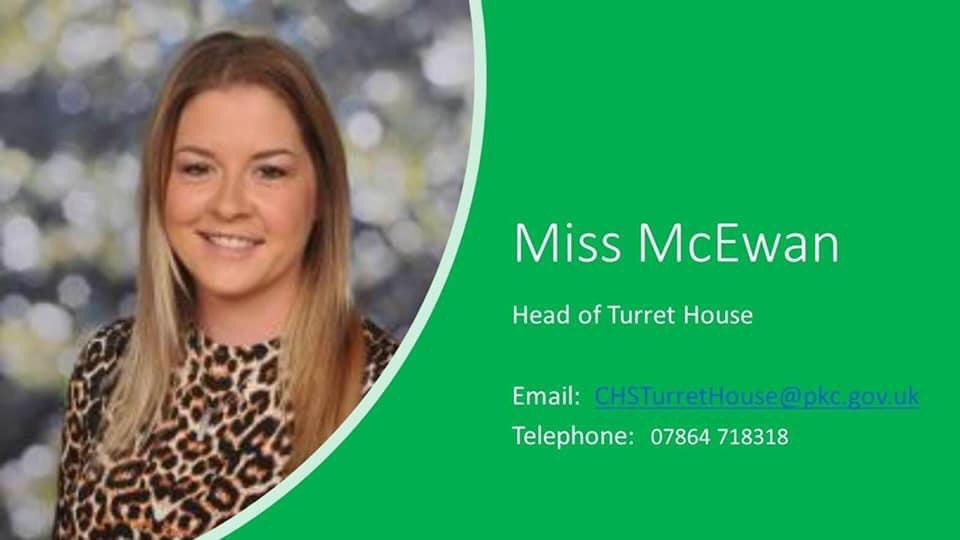 Miss McEwan
Head of Turret House
Email: CHSTurretHouse@pkc.gov.uk
Telephone: 07864 718318